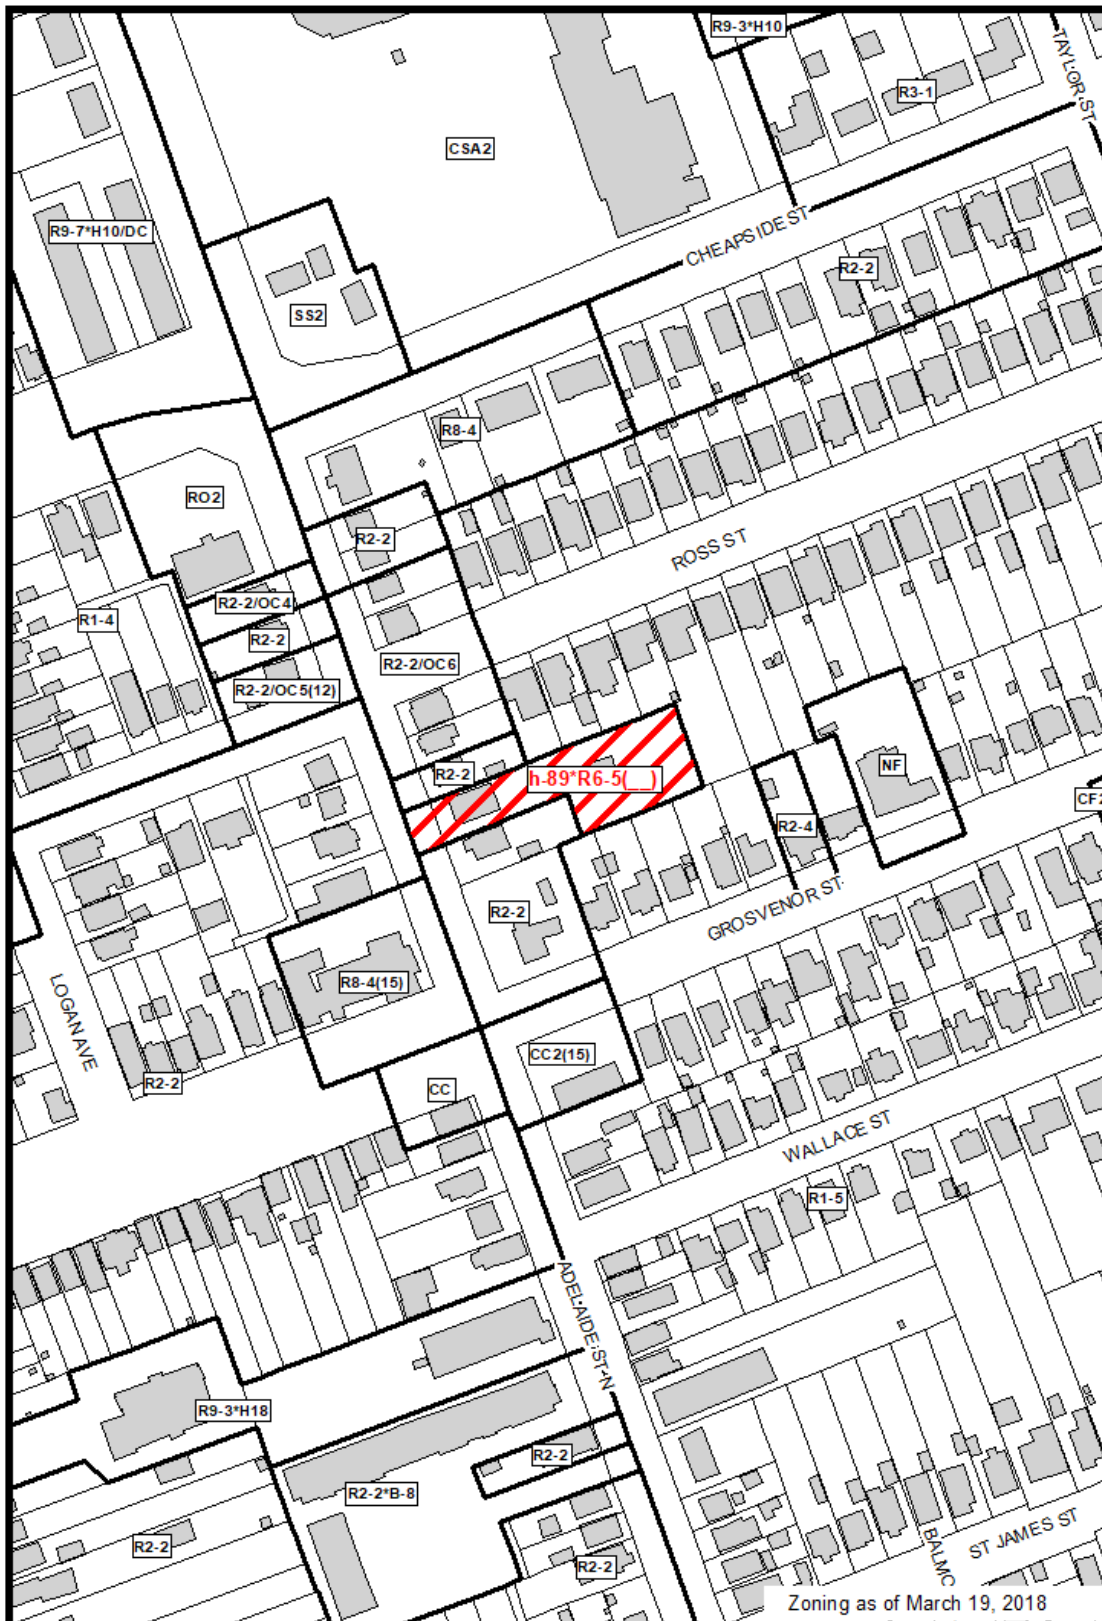 R9-3*H10
TAYLOR ST
R3-1
CSA2
CHEAPSIDE ST
R9-7*H10/DC
R2-2
SS2
R8-4
RO2
R2-2
ROSS ST
R2-2/OC4
R1-4
R2-2
R2-2/OC6
R2-2/OC5(12)
R2-2
h-89*R6-5(__)
NF
CF2
R2-4
R2-2
GROSVENOR ST
R8-4(15)
LOGAN AVE
CC2(15)
R2-2
CC
WALLACE ST
R1-5
ADELAIDE ST N
R9-3*H18
R2-2
R2-2*B-8
R2-2
R2-2
BALMO
ST JAMES ST
Zoning as of March 19, 2018